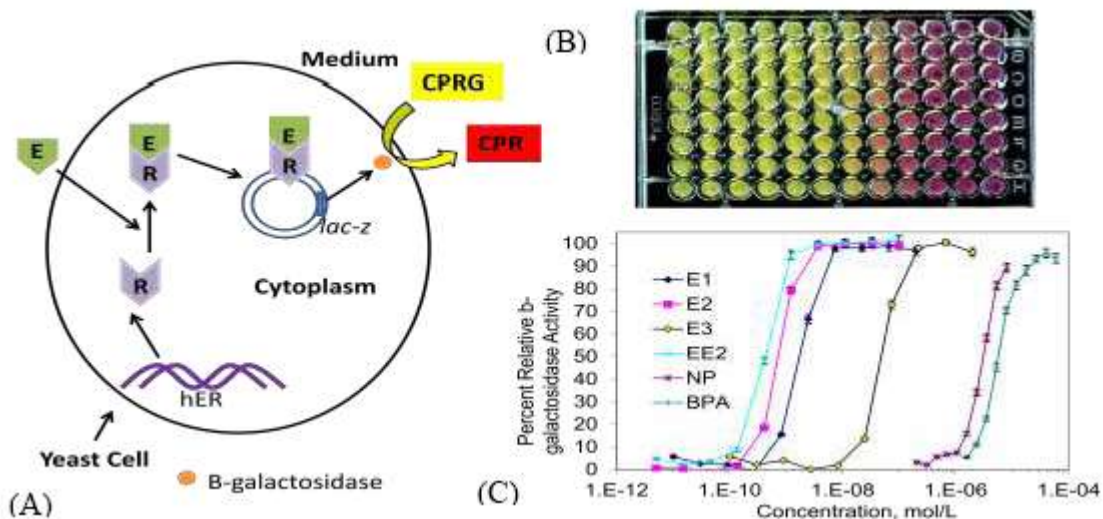 (A)
Medium
CPRG
CPR
E
E
R
E
R
lac-z
R
Cytoplasm
hER
Yeast Cell
B-galactosidase
(B)
(C)
Percent Relative b-
galactosidase Activity
100
90
80
70
60
50
40
30
20
10
0
E1
E2
E3
EE2
NP
BPA
1.E-12
1.E-10
1.E-08
1.E-06
1.E-04
Concentration, mol/L